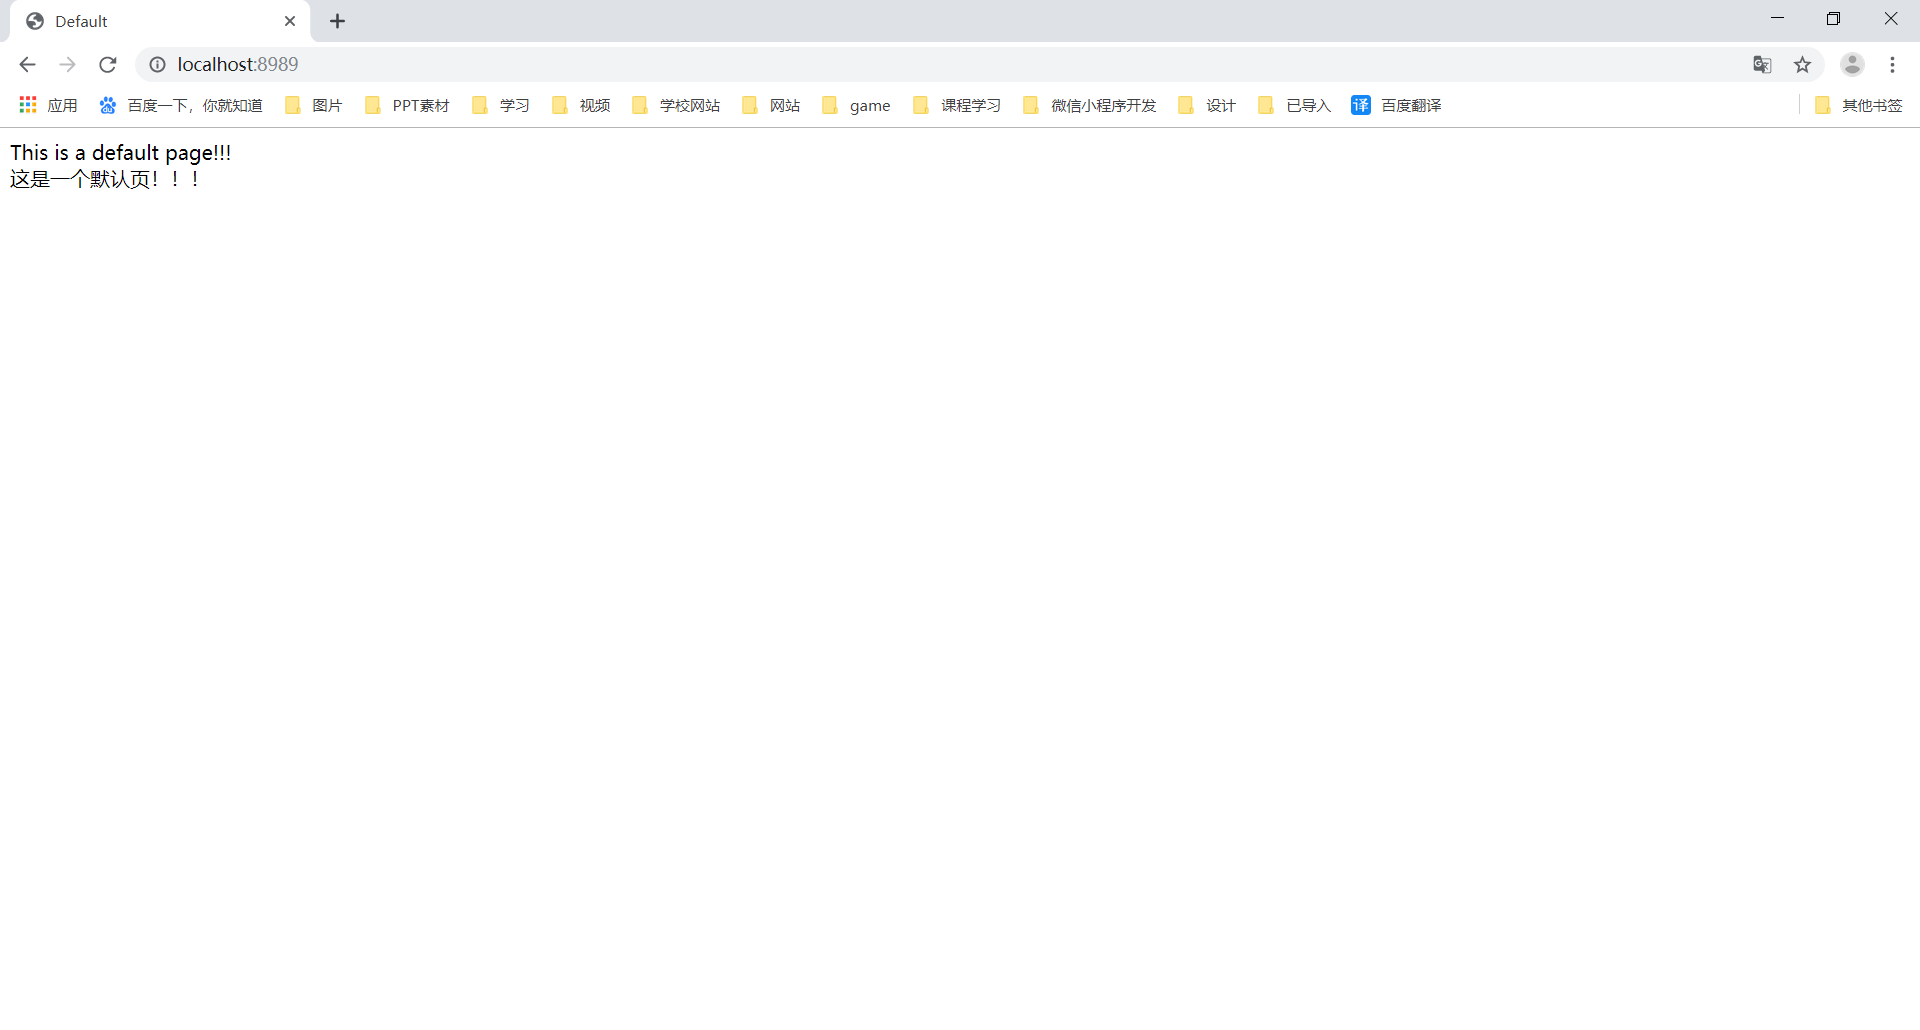 Default
localhost:8989
应用 百度一下，你就知道 图片 PPT素材 学习 视频 学校网站 网站 game 课程学习 微信小程序开发 设计 已导入 译 百度翻译 其他书签
This is a default page!!!
这是一个默认页！！！